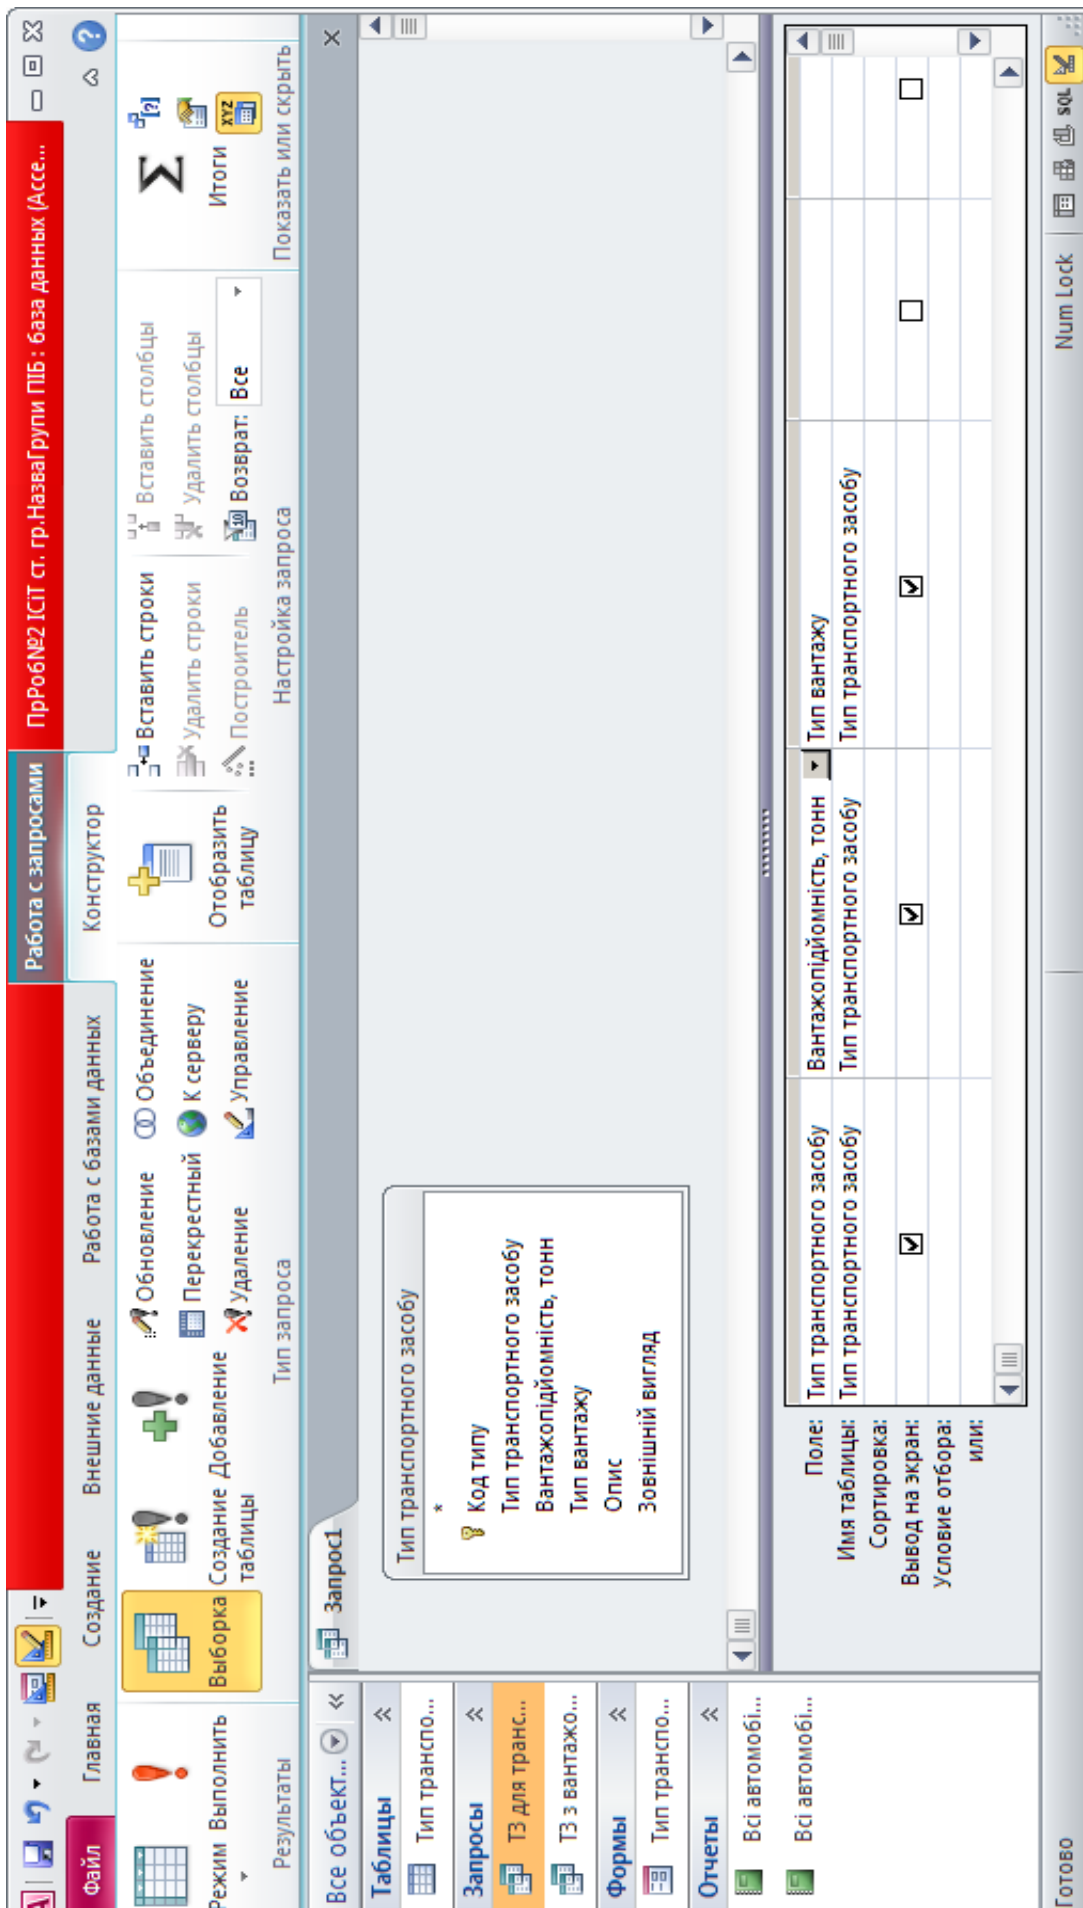 Работа с запросами
ПрРоб№2 ІСіТ ст. гр.НазваГрупи ПІБ : база данных (Acce...
Файл
Главная
Создание
Внешние данные
Работа с базами данных
Конструктор
Режим
Выполнить
Результаты
Выборка
Создание таблицы
Добавление
Обновление
Перекрестный
Удаление
Объединение
К серверу
Управление
Тип запроса
Отобразить
таблицу
Вставить строки
Удалить строки
Построитель
Вставить столбцы
Удалить столбцы
Возврат: Все
Настройка запроса
Итоги
Показать или скрыть
Все объект...
Таблицы
Тип транспо...
Запросы
ТЗ для транс...
ТЗ з вантажо...
Формы
Тип транспо...
Отчеты
Всі автомобі...
Всі автомобі...
Запрос1
Тип транспортного засобу
*
Код типу
Тип транспортного засобу
Вантажопідйомність, тонн
Тип вантажу
Опис
Зовнішній вигляд
Поле: Тип транспортного засобу Вантажопідйомність, тонн Тип вантажу
Имя таблицы: Тип транспортного засобу Тип транспортного засобу Тип транспортного засобу
Сортировка:
Вывод на экран:
Условие отбора:
или:
Готово
Num Lock
SQL